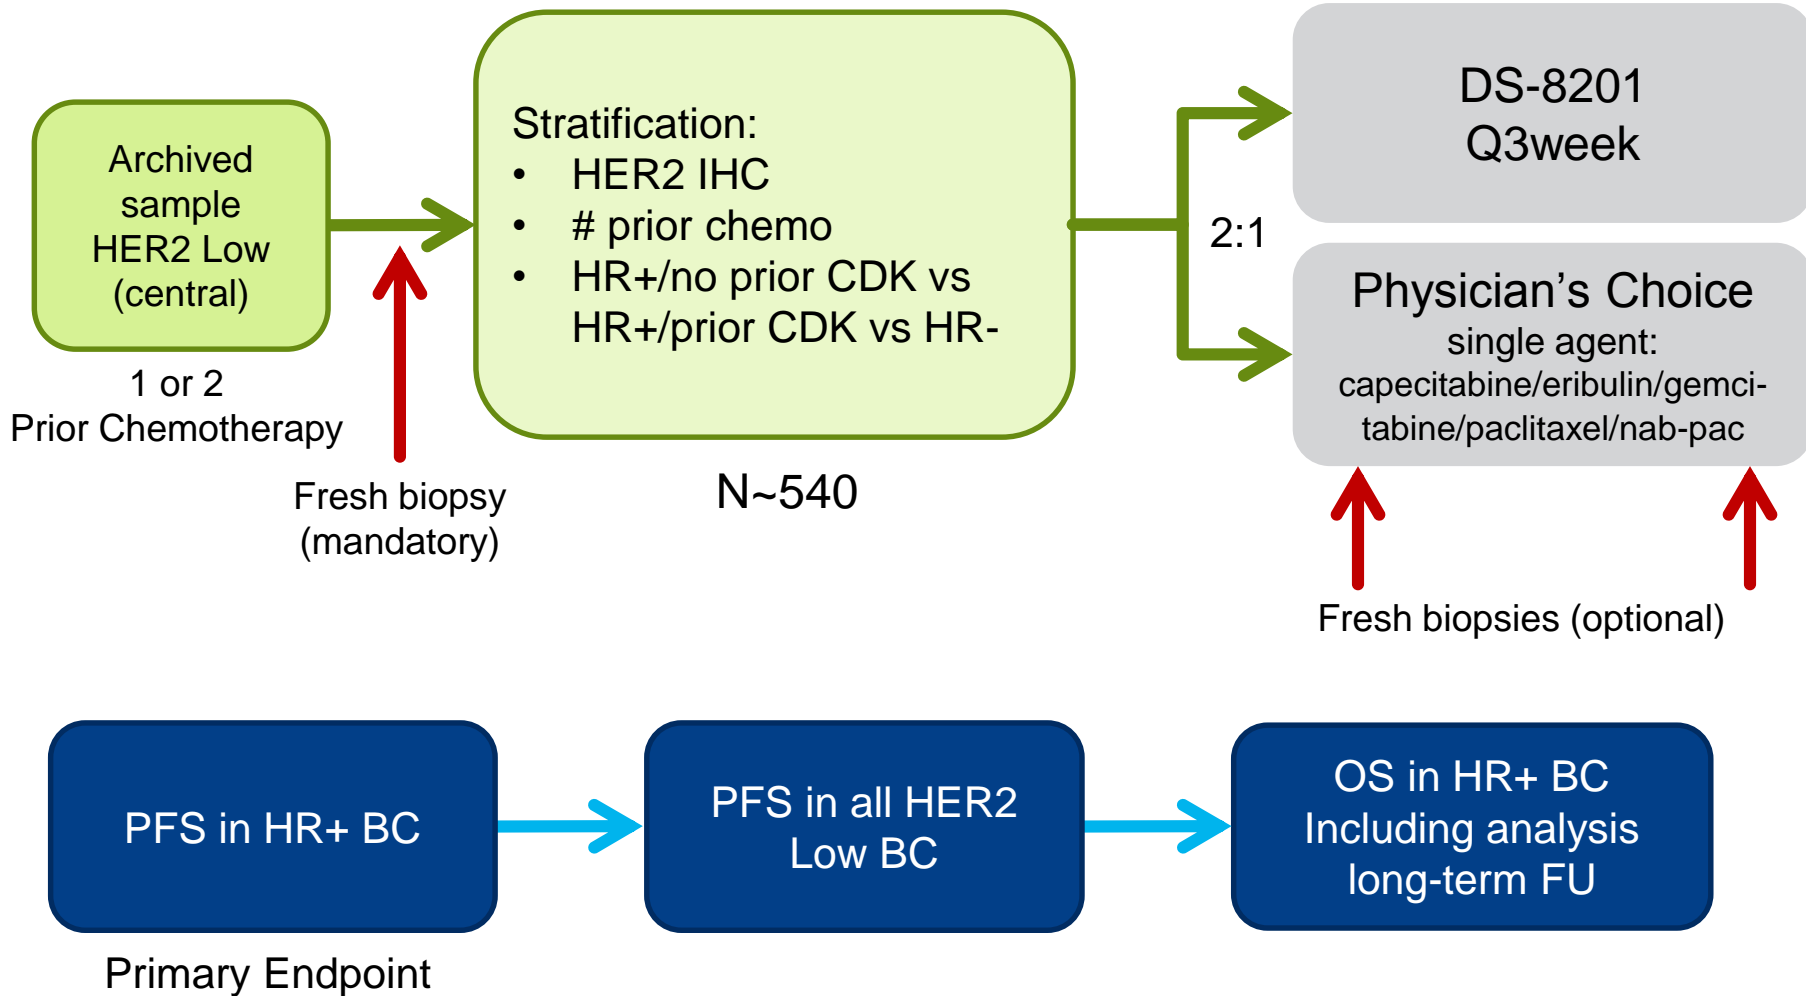 Archived
sample
HER2 Low
(central)
1 or 2
Prior Chemotherapy
Fresh biopsy
(mandatory)
Stratification:
• HER2 IHC
• # prior chemo
• HR+/no prior CDK vs
HR+/prior CDK vs HR-
N~540
2:1
DS-8201
Q3week
Physician’s Choice
single agent:
capecitabine/eribulin/gemci-
tabine/paclitaxel/nab-pac
Fresh biopsies (optional)
PFS in HR+ BC
Primary Endpoint
PFS in all HER2
Low BC
OS in HR+ BC
Including analysis
long-term FU